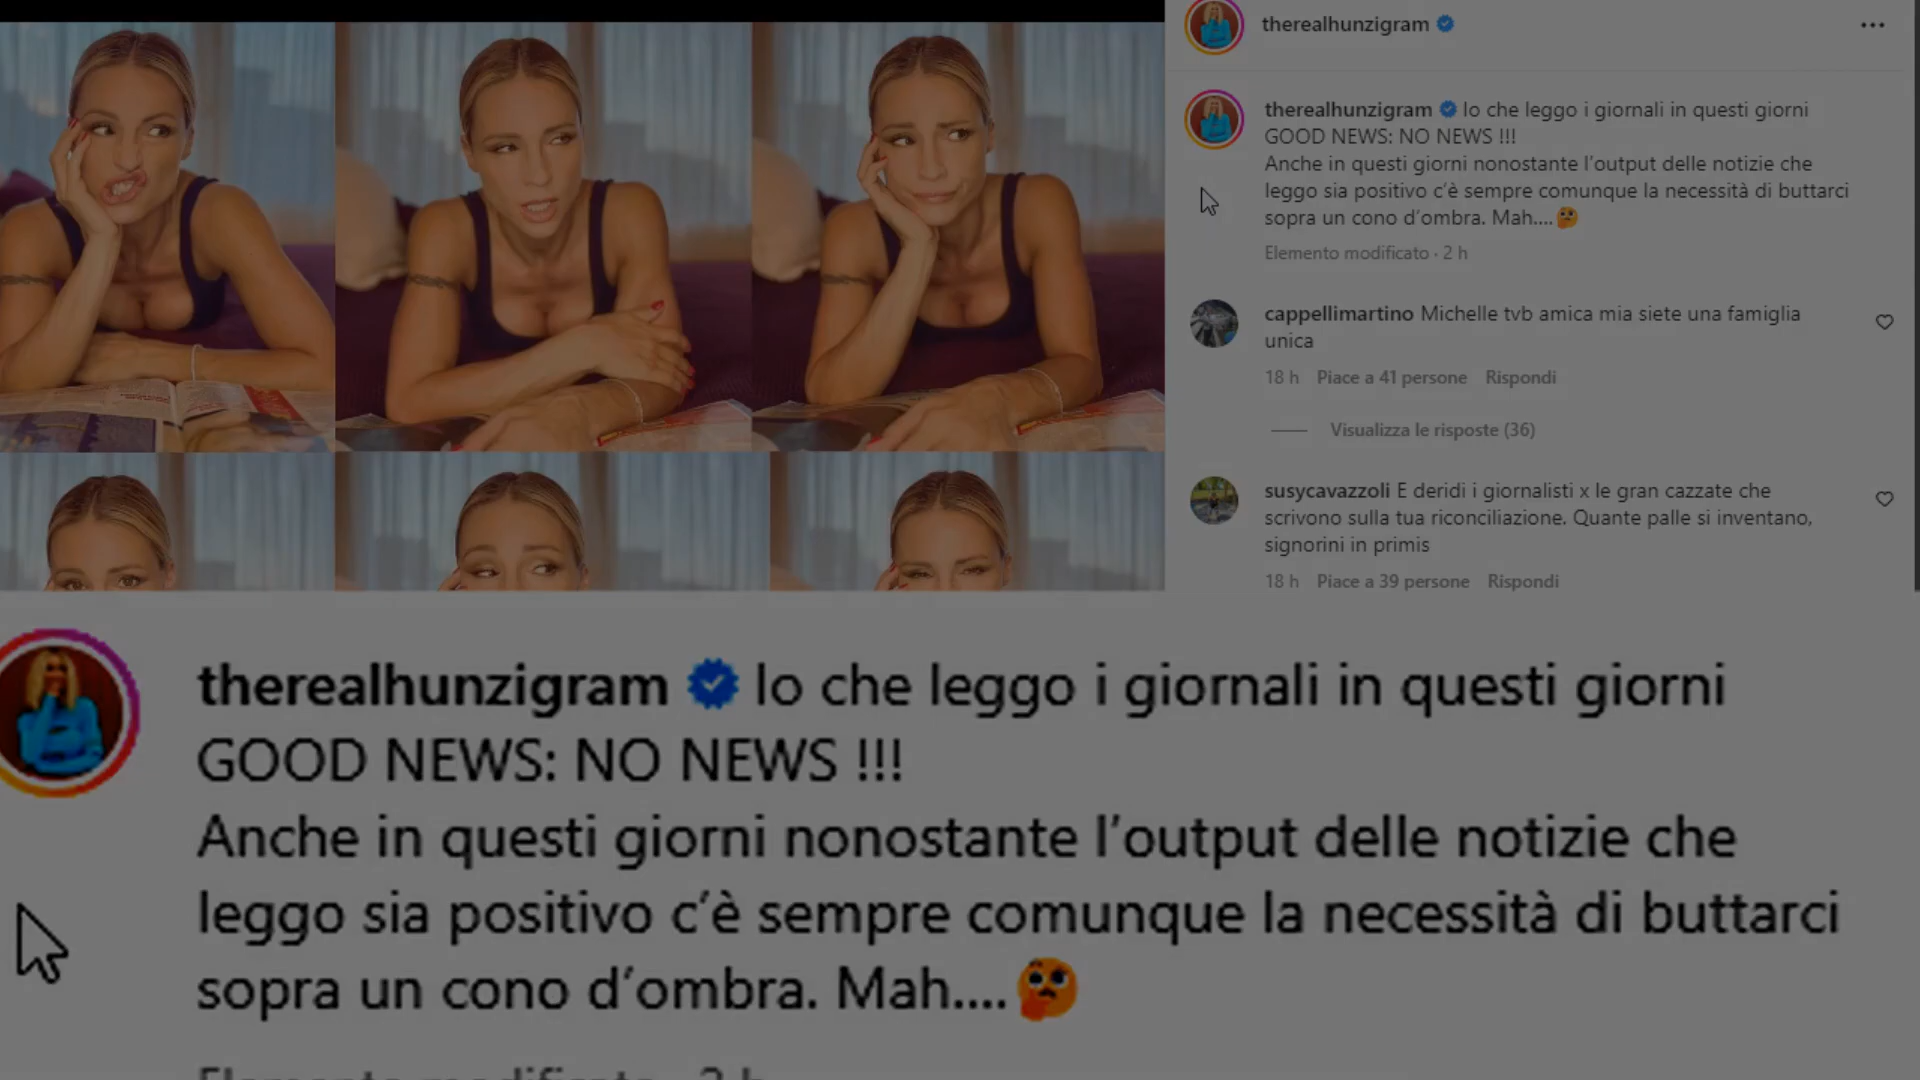 therealhunzigram
therealhunzigram Io che leggo i giornali in questi giorni
GOOD NEWS: NO NEWS !!!
Anche in questi giorni nonostante l'output delle notizie che
leggo sia positivo c'è sempre comunque la necessità di buttarci
sopra un cono d'ombra. Mah....🤔
Elemento modificato · 2 h
cappellimartino Michelle tvb amica mia siete una famiglia
unica
18 h Piace a 41 persone Rispondi
Visualizza le risposte (36)
susycavazzoli E deridi i giornalisti x le gran cazzate che
scrivono sulla tua riconciliazione. Quante palle si inventano,
signorini in primis
18 h Piace a 39 persone Rispondi
therealhunzigram Io che leggo i giornali in questi giorni
GOOD NEWS: NO NEWS !!!
Anche in questi giorni nonostante l'output delle notizie che
leggo sia positivo c'è sempre comunque la necessità di buttarci
sopra un cono d'ombra. Mah....🤔